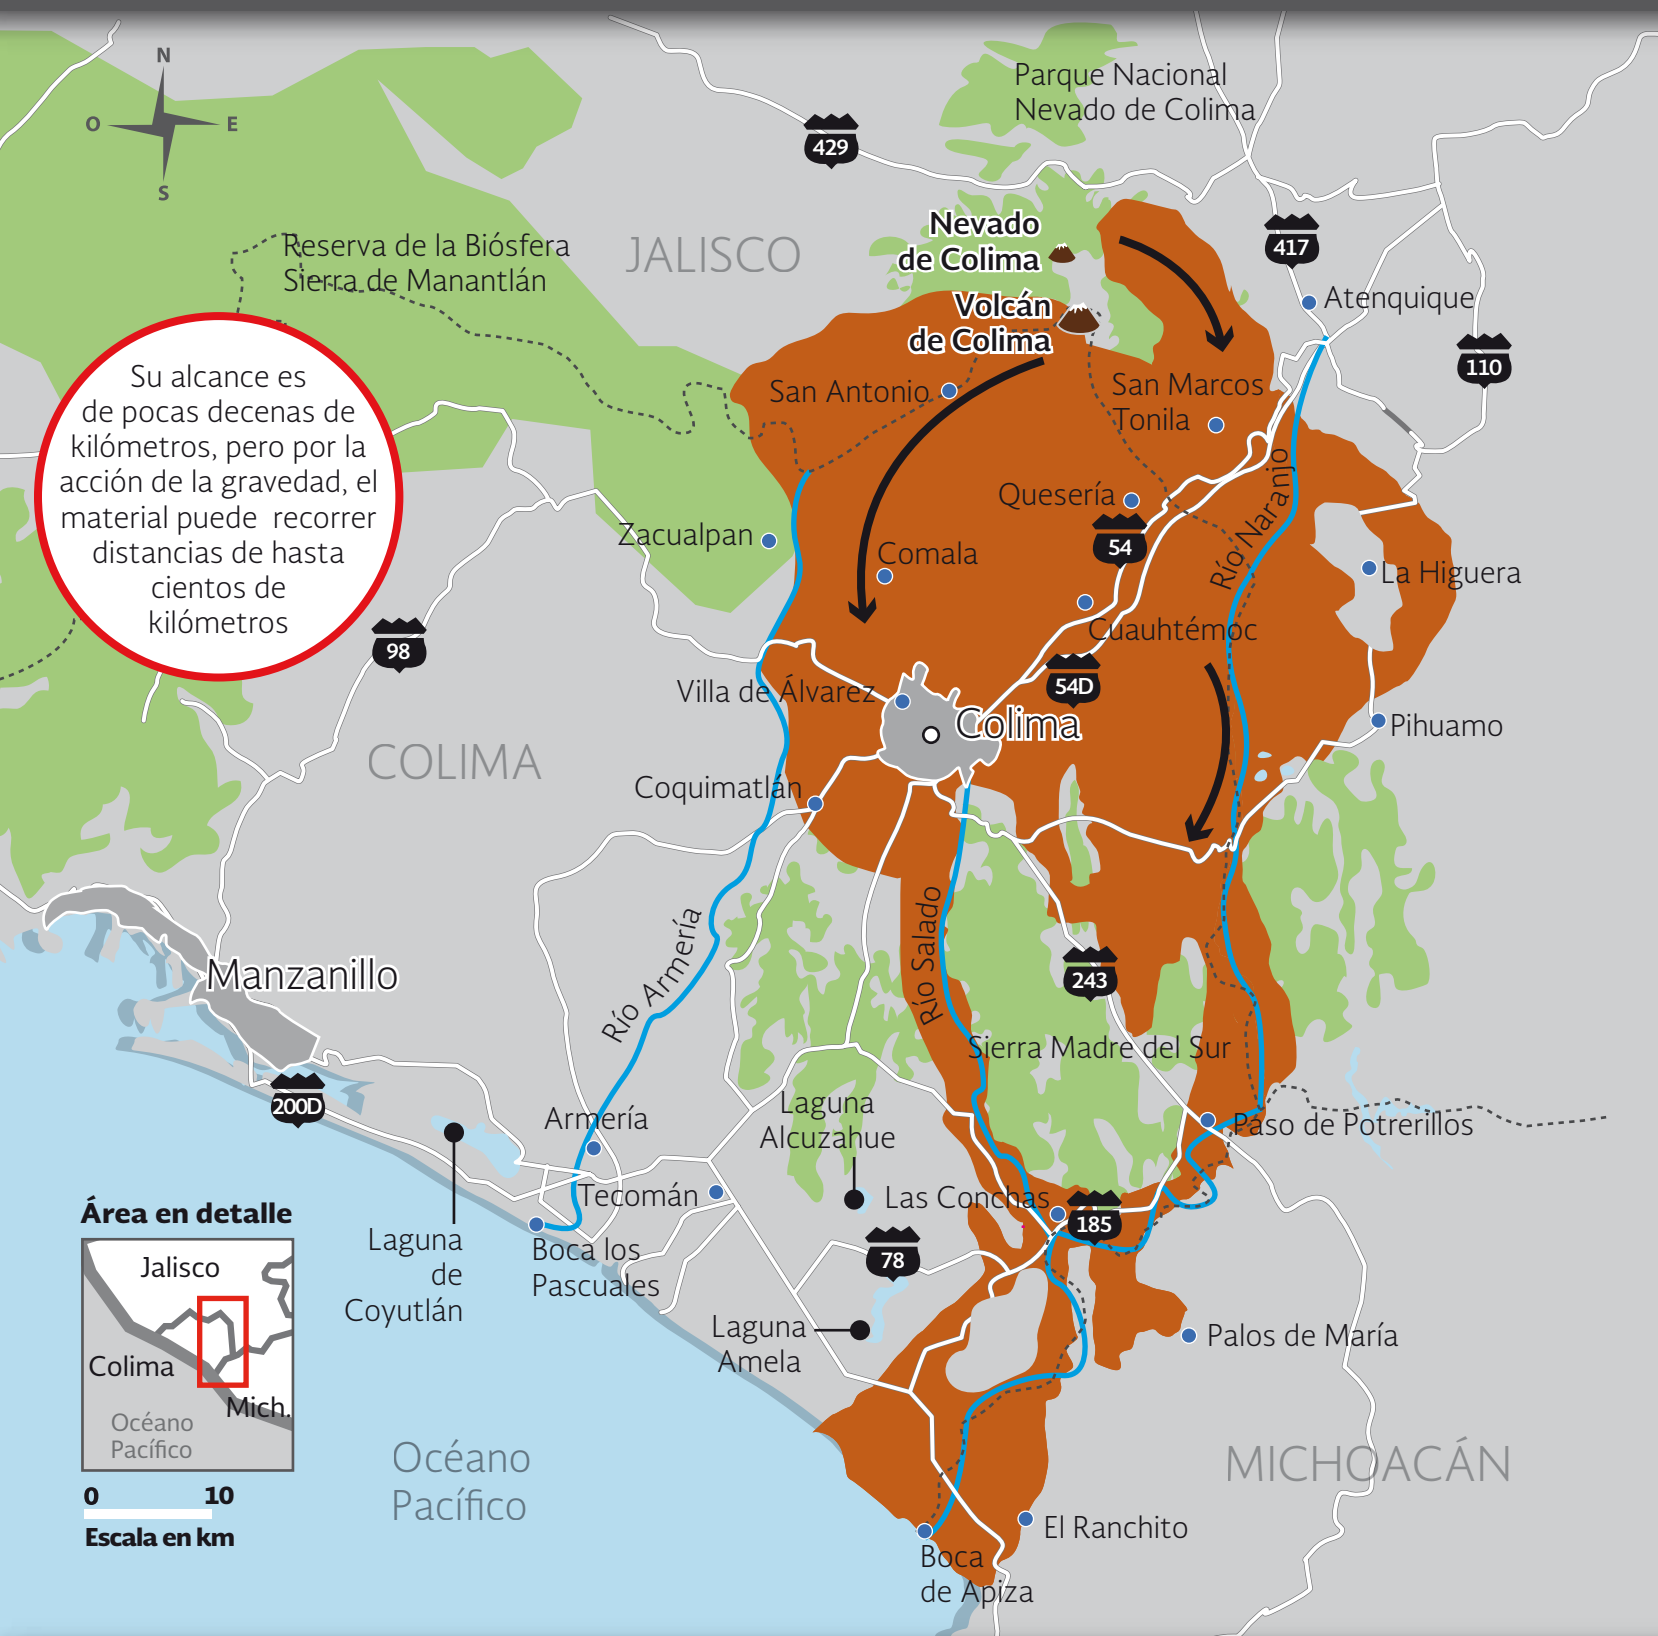 N
O
E
S
Parque Nacional
Nevado de Colima
429
Nevado
de Colima
417
Reserva de la Biósfera
Sierra de Manantlán
JALISCO
Volcán
de Colima
Atenquique
110
Su alcance es
de pocas decenas de
kilómetros, pero por la
acción de la gravedad, el
material puede recorrer
distancias de hasta
cientos de
kilómetros
San Antonio
San Marcos
Tonila
Quesería
Río Naranjo
Zacualpan
Comala
54
La Higuera
98
Cuauhtémoc
54D
Villa de Álvarez
Colima
Pihuamo
COLIMA
Coquimatlán
Río Salado
Río Armería
Manzanillo
243
Sierra Madre del Sur
200D
Armería
Laguna
Alcuzahue
Paso de Potrerillos
Tecomán
Las Conchas
185
Área en detalle
Laguna
de
Coyutlán
Boca los
Pascuales
78
Jalisco
Colima
Mich.
Océano
Pacífico
Laguna
Amela
Palos de María
Océano
Pacífico
MICHOACÁN
0
10
Escala en km
El Ranchito
Boca
de Apiza